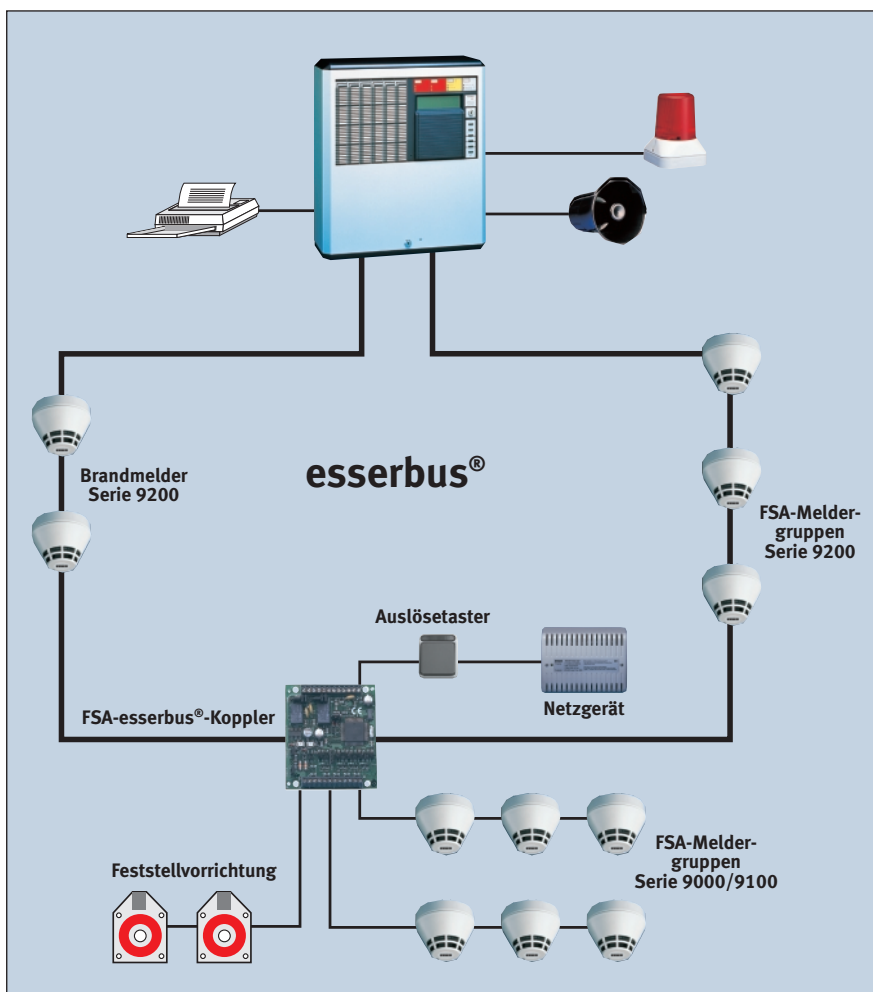 Brandmelder
Serie 9200
esserbus®
FSA-Melder-
gruppen
Serie 9200
Auslösetaster
Netzgerät
FSA-esserbus®-Koppler
Feststellvorrichtung
FSA-Melder-
gruppen
Serie 9000/9100